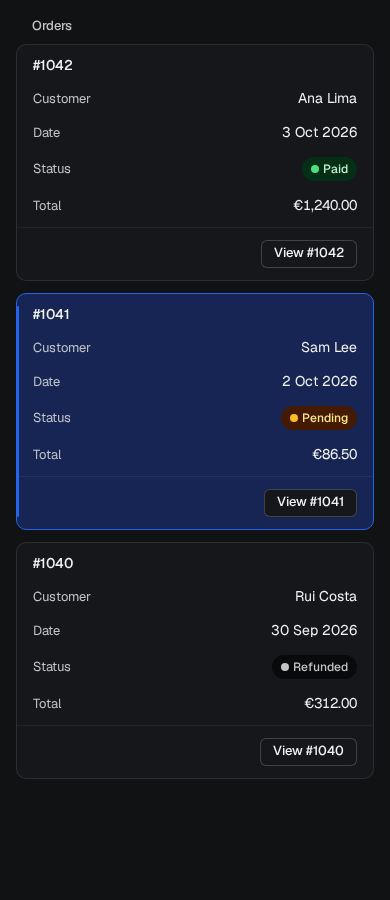 Orders
#1042
Customer Ana Lima
Date 3 Oct 2026
Status Paid
Total €1,240.00
View #1042
#1041
Customer Sam Lee
Date 2 Oct 2026
Status Pending
Total €86.50
View #1041
#1040
Customer Rui Costa
Date 30 Sep 2026
Status Refunded
Total €312.00
View #1040